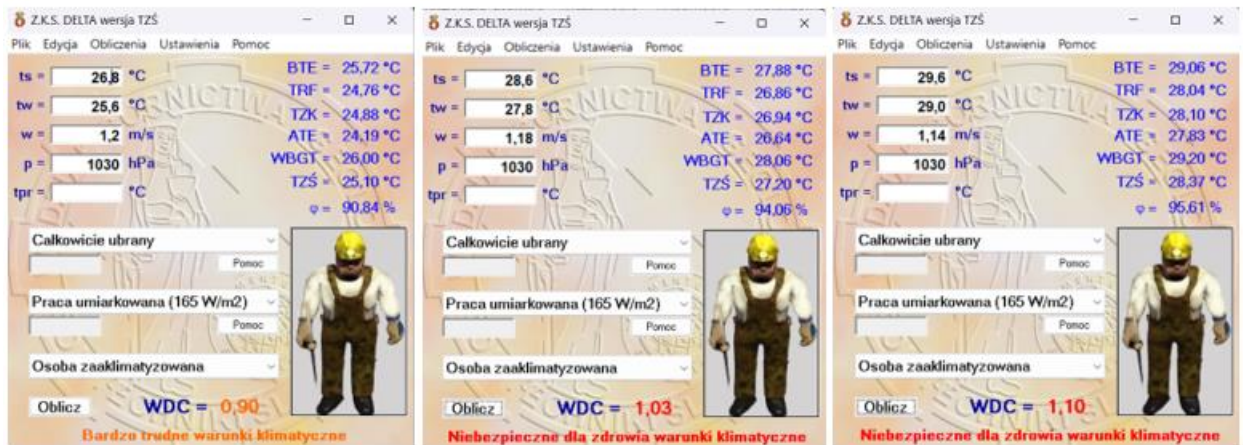 Z.K.S. DELTA wersja TZŚ
Plik Edycja Obliczenia Ustawienia Pomoc
ts = 26,8 °C
BTE = 25,72 °C
TRF = 24,76 °C
tw = 25,6 °C
TZK = 24,88 °C
w = 1,2 m/s
ATE = 24,19 °C
p = 1030 hPa
WBGT = 26,00 °C
tpr = °C
TZŚ = 25,10 °C
φ = 90,84 %
Całkowicie ubrany
Pomoc
Praca umiarkowana (165 W/m2)
Pomoc
Osoba zaaklimatyzowana
Oblicz
WDC = 0,90
Bardzo trudne warunki klimatyczne
Z.K.S. DELTA wersja TZŚ
Plik Edycja Obliczenia Ustawienia Pomoc
ts = 28,6 °C
BTE = 27,88 °C
TRF = 26,86 °C
tw = 27,8 °C
TZK = 26,94 °C
w = 1,18 m/s
ATE = 26,64 °C
p = 1030 hPa
WBGT = 28,06 °C
tpr = °C
TZŚ = 27,20 °C
φ = 94,06 %
Całkowicie ubrany
Pomoc
Praca umiarkowana (165 W/m2)
Pomoc
Osoba zaaklimatyzowana
Oblicz
WDC = 1,03
Niebezpieczne dla zdrowia warunki klimatyczne
Z.K.S. DELTA wersja TZŚ
Plik Edycja Obliczenia Ustawienia Pomoc
ts = 29,6 °C
BTE = 29,06 °C
TRF = 28,04 °C
tw = 29,0 °C
TZK = 28,10 °C
w = 1,14 m/s
ATE = 27,83 °C
p = 1030 hPa
WBGT = 29,20 °C
tpr = °C
TZŚ = 28,37 °C
φ = 95,61 %
Całkowicie ubrany
Pomoc
Praca umiarkowana (165 W/m2)
Pomoc
Osoba zaaklimatyzowana
Oblicz
WDC = 1,10
Niebezpieczne dla zdrowia warunki klimatyczne